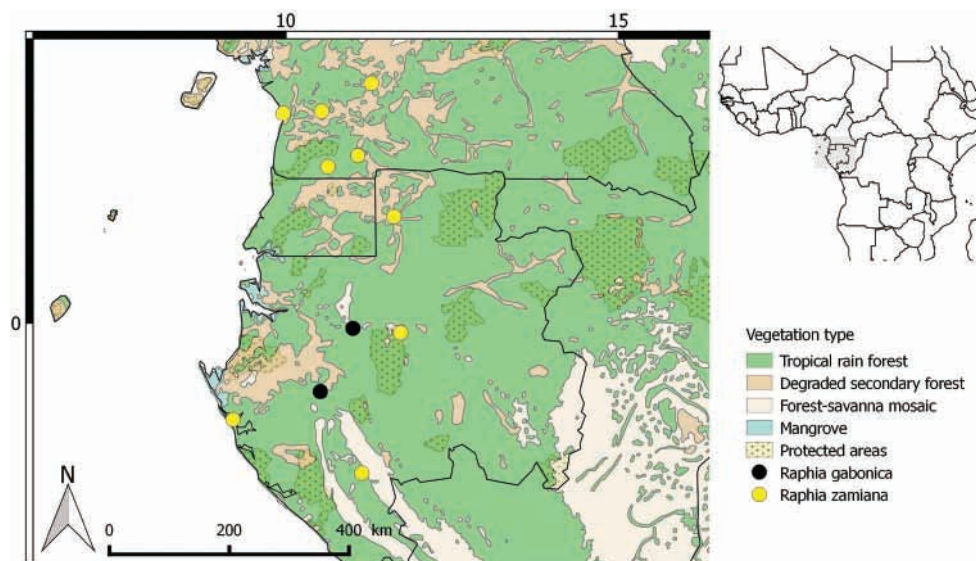 10 15
0
N
0 200 400 km
Vegetation type
Tropical rain forest
Degraded secondary forest
Forest-savanna mosaic
Mangrove
Protected areas
Raphia gabonica
Raphia zamiana